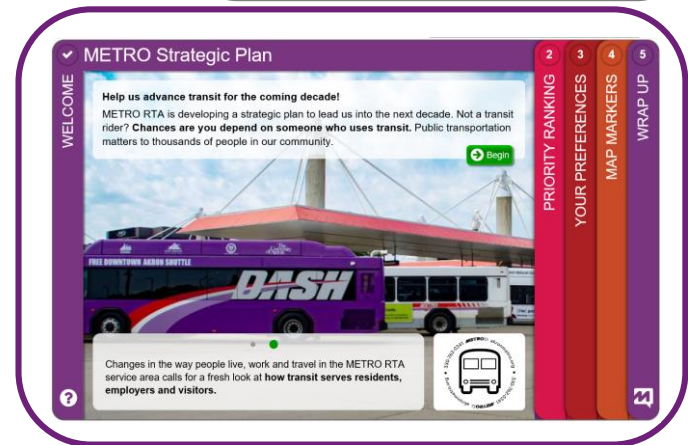 METRO Strategic Plan
WELCOME
Help us advance transit for the coming decade!
METRO RTA is developing a strategic plan to lead us into the next decade. Not a transit
rider? Chances are you depend on someone who uses transit. Public transportation
matters to thousands of people in our community.
Begin
FREE DOWNTOWN AKRON SHUTTLE
DASH
Changes in the way people live, work and travel in the METRO RTA
service area calls for a fresh look at how transit serves residents,
employers and visitors.
?
2
PRIORITY RANKING
3
YOUR PREFERENCES
4
MAP MARKERS
5
WRAP UP